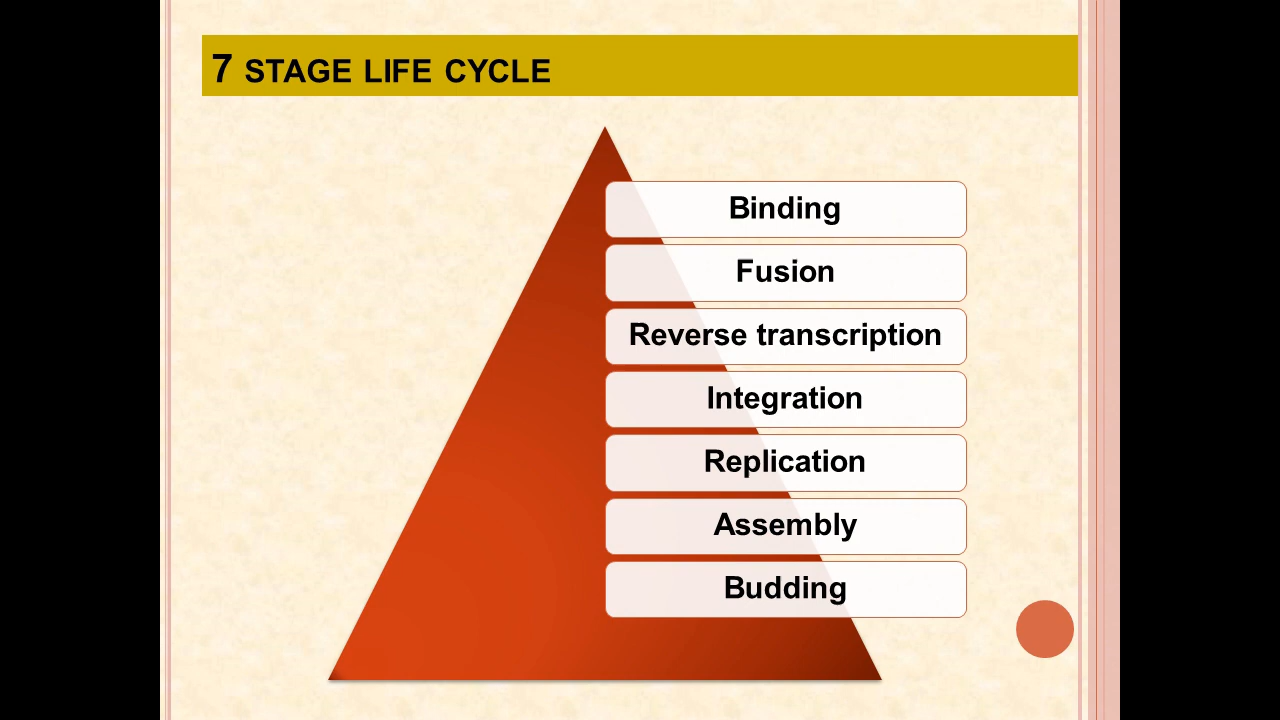 7 STAGE LIFE CYCLE
Binding
Fusion
Reverse transcription
Integration
Replication
Assembly
Budding